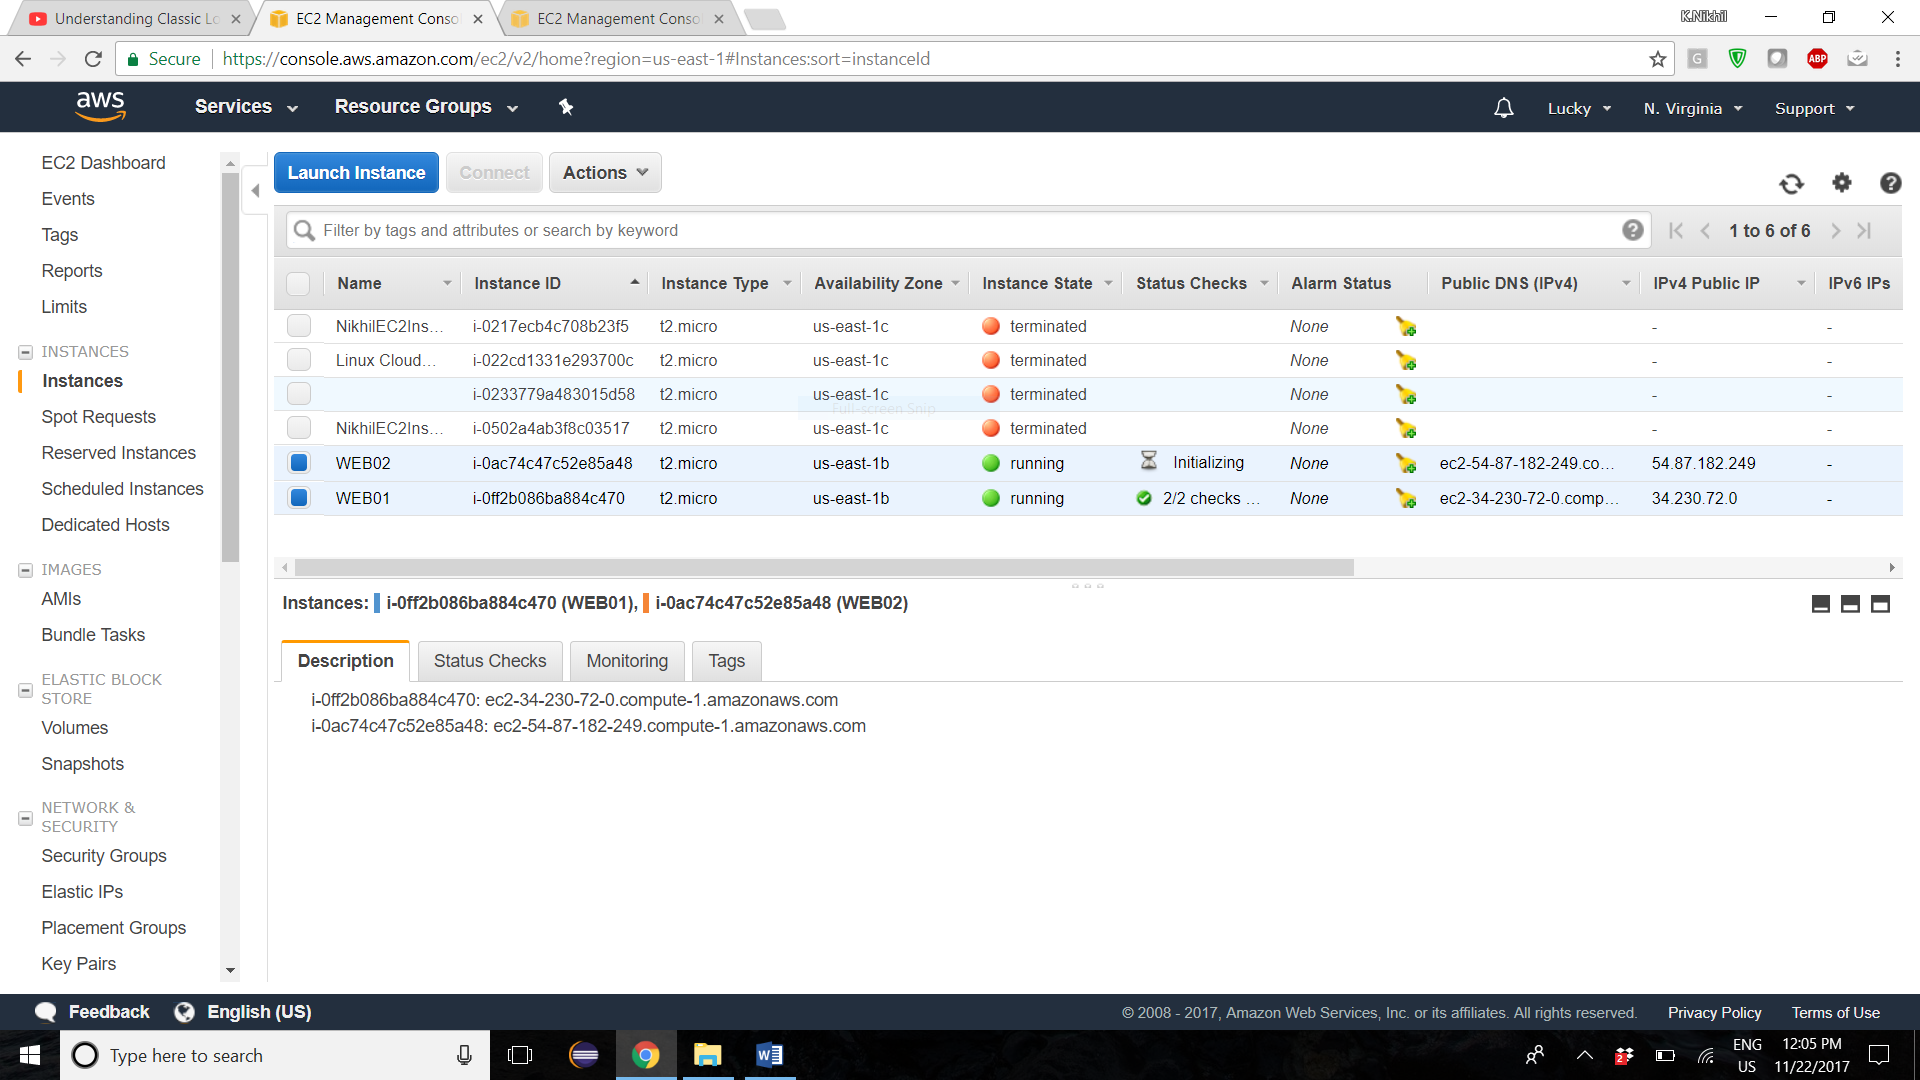 Understanding Classic Lo
EC2 Management Conso
EC2 Management Conso
K.Nikhil
Secure
https://console.aws.amazon.com/ec2/v2/home?region=us-east-1#Instances:sort=instanceId
G
ABP
aws
Services
Resource Groups
Lucky
N. Virginia
Support
EC2 Dashboard
Events
Tags
Reports
Limits
INSTANCES
Instances
Spot Requests
Reserved Instances
Scheduled Instances
Dedicated Hosts
IMAGES
AMIs
Bundle Tasks
ELASTIC BLOCK
STORE
Volumes
Snapshots
NETWORK &
SECURITY
Security Groups
Elastic IPs
Placement Groups
Key Pairs
Launch Instance Connect Actions
Filter by tags and attributes or search by keyword
1 to 6 of 6
Name Instance ID Instance Type Availability Zone Instance State Status Checks Alarm Status Public DNS (IPv4) IPv4 Public IP IPv6 IPs
NikhilEC2Ins... i-0217ecb4c708b23f5 t2.micro us-east-1c terminated None - -
Linux Cloud... i-022cd1331e293700c t2.micro us-east-1c terminated None - -
i-0233779a483015d58 t2.micro us-east-1c terminated None - -
Full-screen Snip
NikhilEC2Ins... i-0502a4ab3f8c03517 t2.micro us-east-1c terminated None - -
WEB02 i-0ac74c47c52e85a48 t2.micro us-east-1b running Initializing None ec2-54-87-182-249.co... 54.87.182.249 -
WEB01 i-0ff2b086ba884c470 t2.micro us-east-1b running 2/2 checks ... None ec2-34-230-72-0.comp... 34.230.72.0 -
Instances: i-0ff2b086ba884c470 (WEB01), i-0ac74c47c52e85a48 (WEB02)
Description Status Checks Monitoring Tags
i-0ff2b086ba884c470: ec2-34-230-72-0.compute-1.amazonaws.com
i-0ac74c47c52e85a48: ec2-54-87-182-249.compute-1.amazonaws.com
Feedback English (US)
© 2008 - 2017, Amazon Web Services, Inc. or its affiliates. All rights reserved. Privacy Policy Terms of Use
Type here to search
2
ENG
US
12:05 PM
11/22/2017